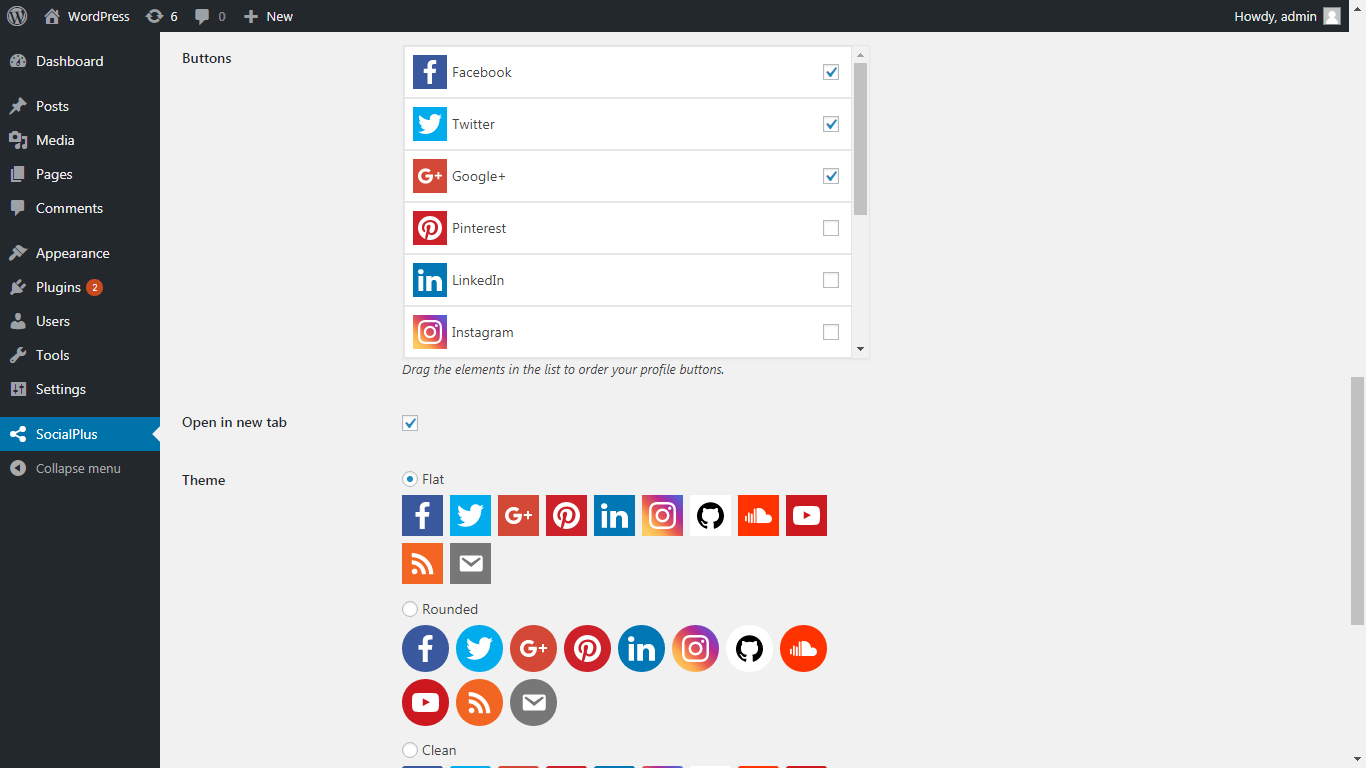 WordPress 6 0 New Howdy, admin
Dashboard
Posts
Media
Pages
Comments
Appearance
Plugins 2
Users
Tools
Settings
SocialPlus
Collapse menu
Buttons
Facebook
Twitter
Google+
Pinterest
LinkedIn
Instagram
Drag the elements in the list to order your profile buttons.
Open in new tab
Theme
Flat
Rounded
Clean